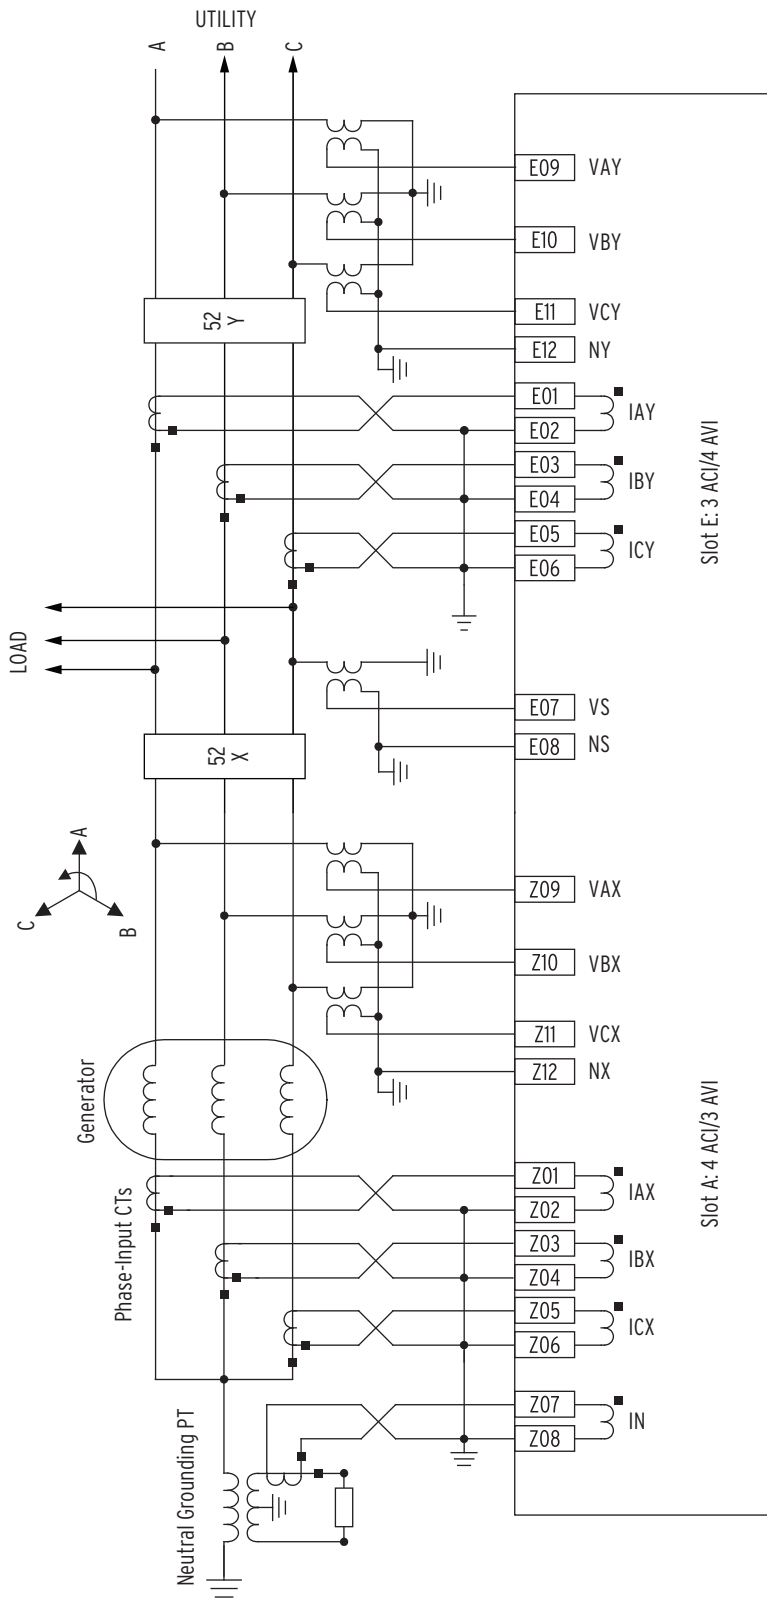 UTILITY
A
B
C
E09 VAY
E10 VBY
E11 VCY
52
Y
E12 NY
E01
IAY
E02
E03
IBY
E04
E05
ICY
E06
Slot E: 3 ACI/4 AVI
LOAD
E07 VS
52
X
E08 NS
A
C
B
Z09 VAX
Z10 VBX
Z11 VCX
Z12 NX
Generator
Slot A: 4 ACI/3 AVI
Phase-Input CTs
Z01
IAX
Z02
Z03
IBX
Z04
Z05
ICX
Z06
Neutral Grounding PT
Z07
IN
Z08